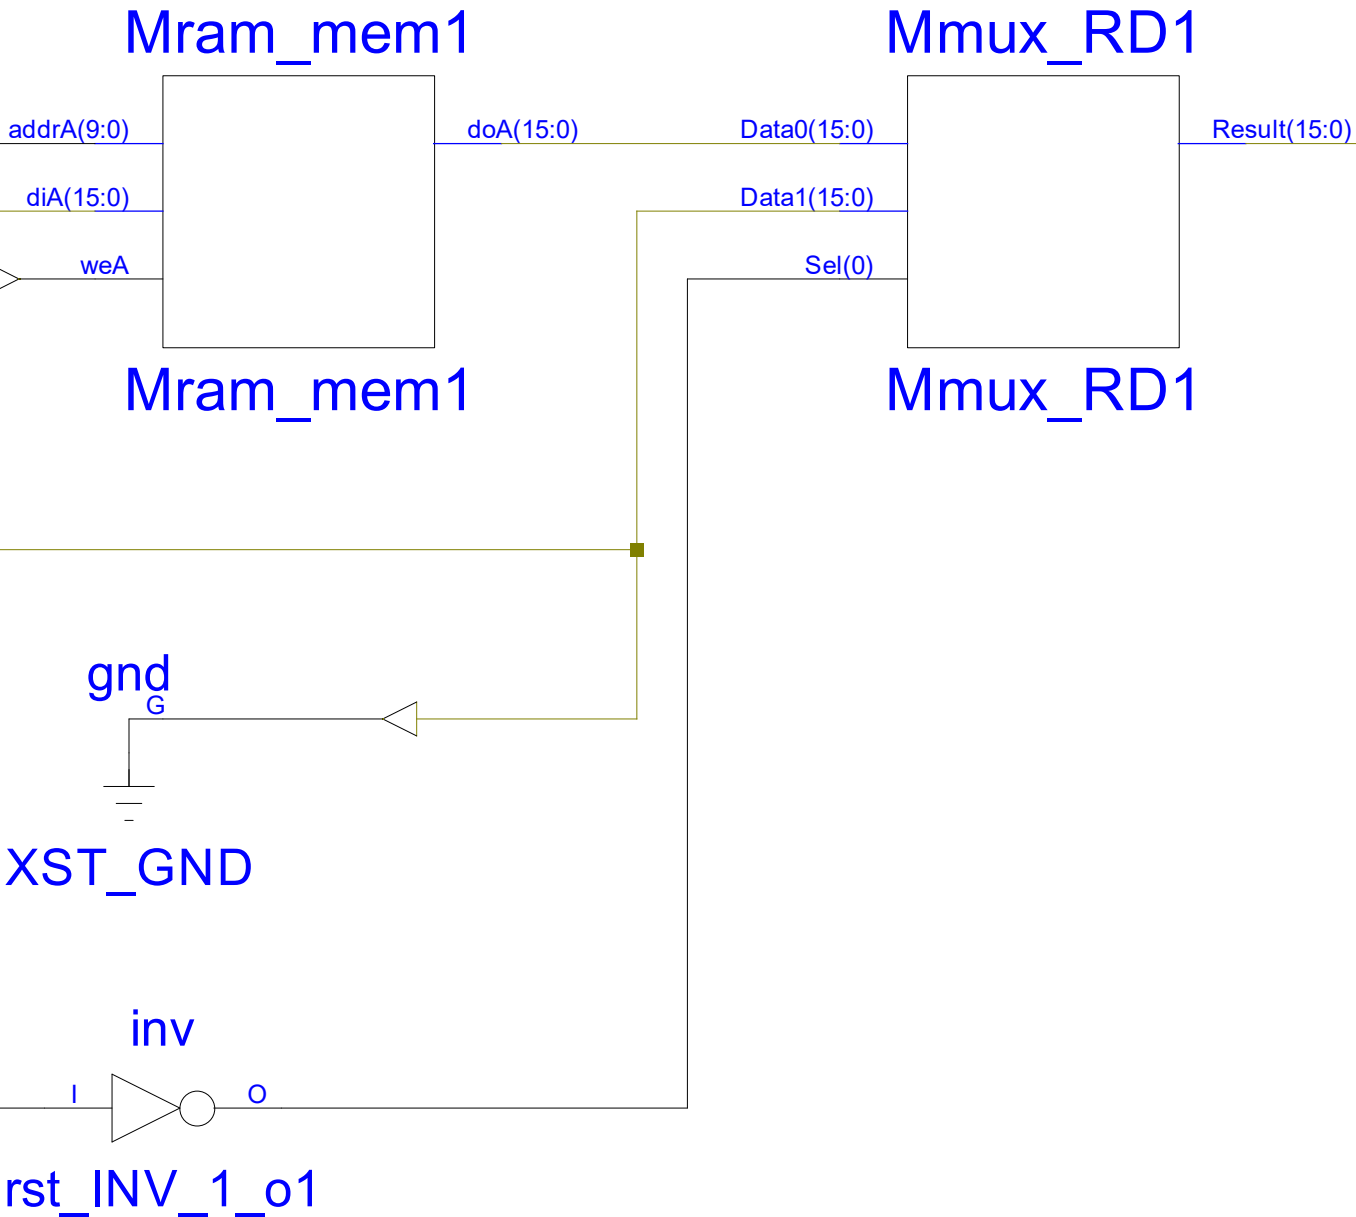 Mram_mem1
Mmux_RD1
addrA(9:0)
doA(15:0)
Data0(15:0)
Result(15:0)
diA(15:0)
Data1(15:0)
weA
Sel(0)
Mram_mem1
Mmux_RD1
gnd
G
XST_GND
inv
I
O
rst_INV_1_o1